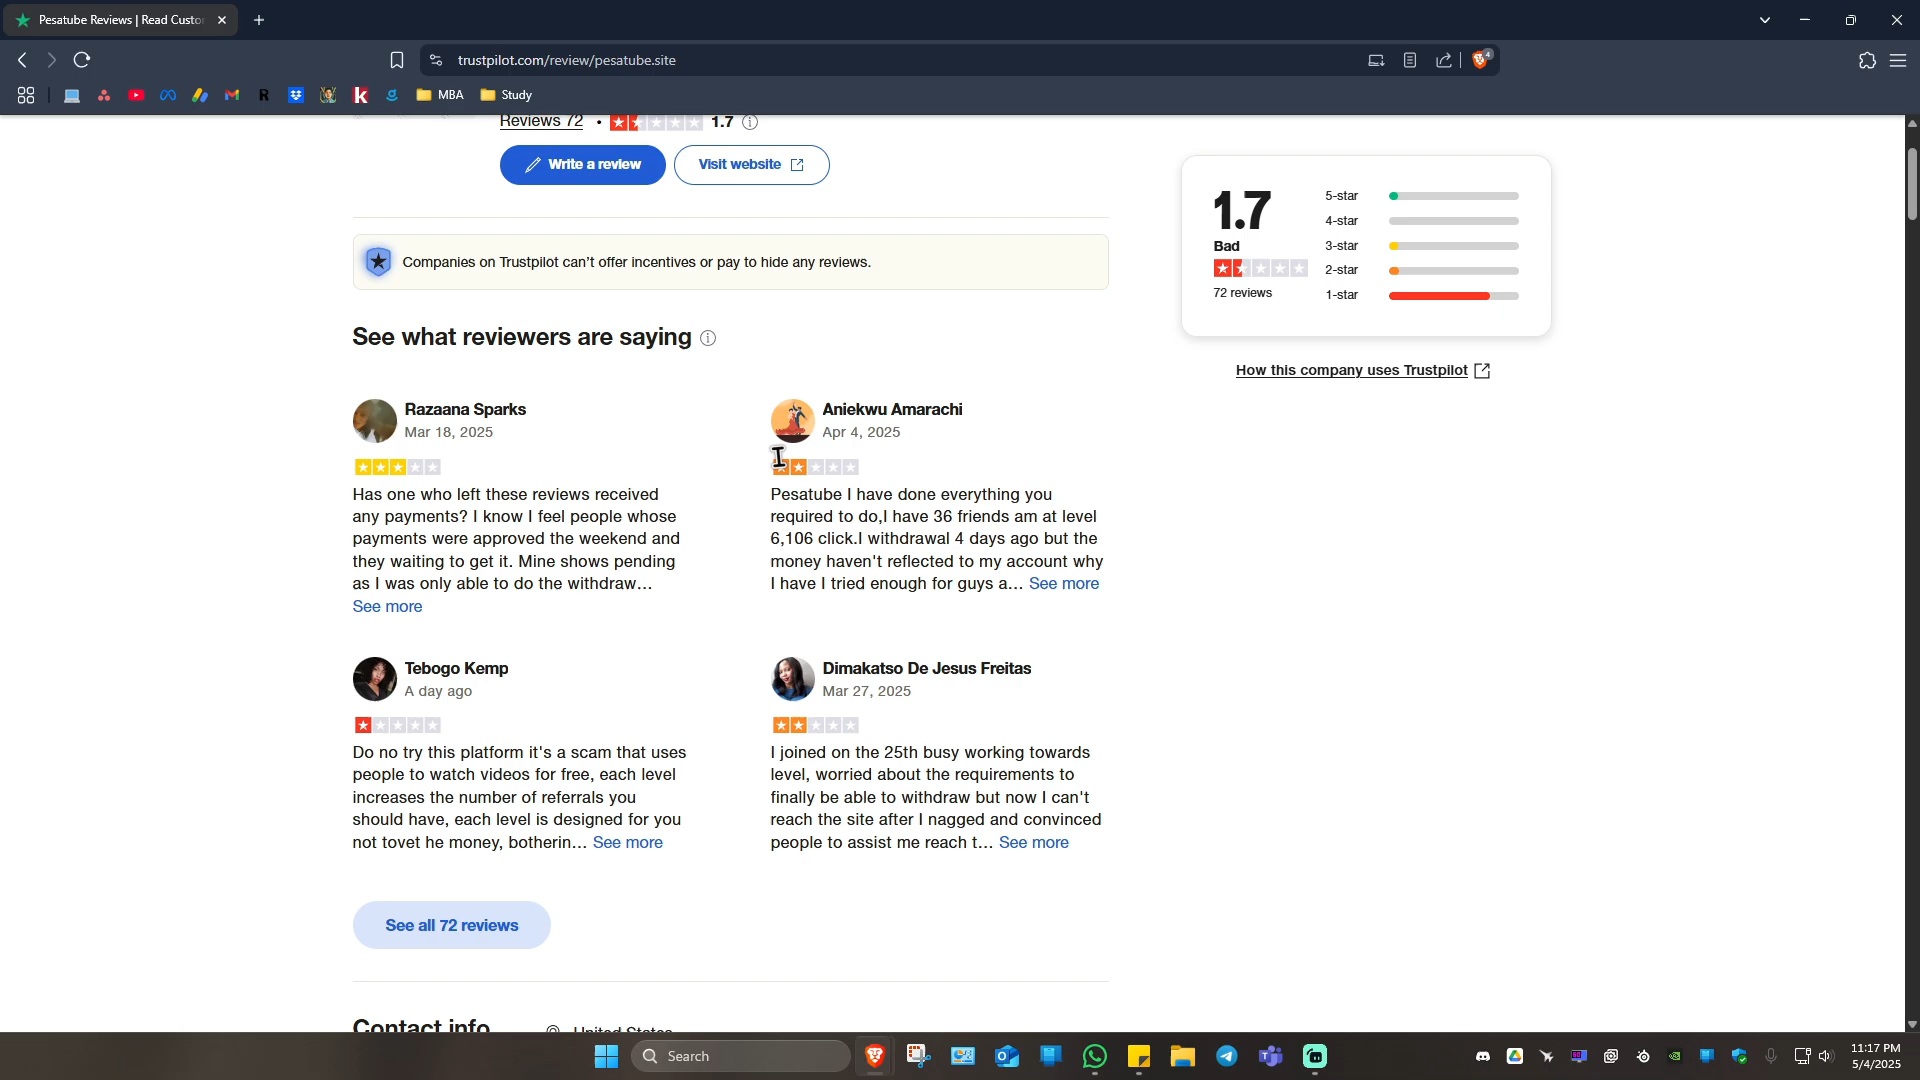 Pesatube Reviews | Read Custo
trustpilot.com/review/pesatube.site
4
R
k
MBA
Study
Reviews 72 • 1.7
Write a review
Visit website
Companies on Trustpilot can't offer incentives or pay to hide any reviews.
1.7
Bad
72 reviews
5-star
4-star
3-star
2-star
1-star
How this company uses Trustpilot
See what reviewers are saying
Razaana Sparks
Mar 18, 2025
Has one who left these reviews received
any payments? I know I feel people whose
payments were approved the weekend and
they waiting to get it. Mine shows pending
as I was only able to do the withdraw...
See more
Aniekwu Amarachi
Apr 4, 2025
Pesatube I have done everything you
required to do,I have 36 friends am at level
6,106 click.I withdrawal 4 days ago but the
money haven't reflected to my account why
I have I tried enough for guys a... See more
Tebogo Kemp
A day ago
Do no try this platform it's a scam that uses
people to watch videos for free, each level
increases the number of referrals you
should have, each level is designed for you
not tovet he money, botherin... See more
Dimakatso De Jesus Freitas
Mar 27, 2025
I joined on the 25th busy working towards
level, worried about the requirements to
finally be able to withdraw but now I can't
reach the site after I nagged and convinced
people to assist me reach t... See more
See all 72 reviews
Contact info
United States
Search
11:17 PM
5/4/2025